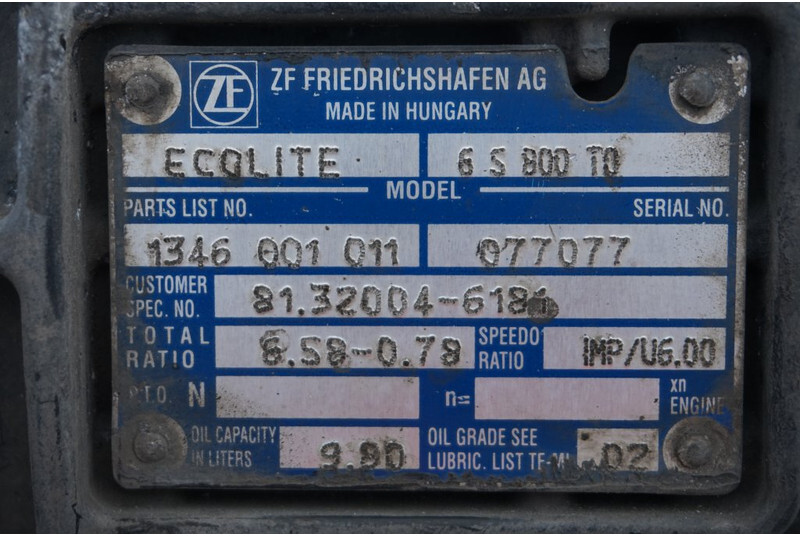 ZF FRIEDRICHSHAFEN AG
MADE IN HUNGARY
ECOLITE 6 S 800 TO
MODEL
PARTS LIST NO. SERIAL NO.
1346 001 011 077077
CUSTOMER SPEC. NO. 81.32004-6181
TOTAL RATIO 6.58-0.78 SPEEDO RATIO IMP/U6.00
P.T.O. N n= xn ENGINE
OIL CAPACITY IN LITERS 9.90 OIL GRADE SEE LUBRIC. LIST TE-ML 02